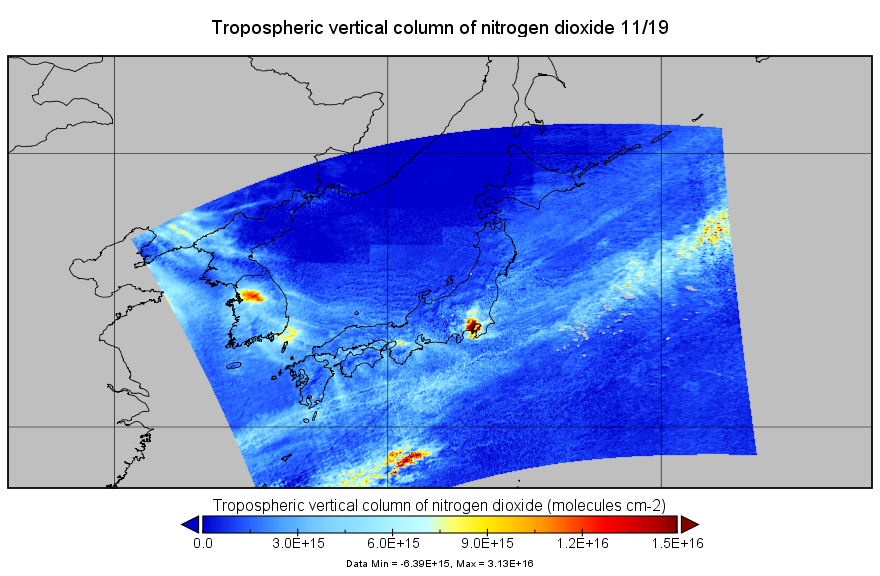 Tropospheric vertical column of nitrogen dioxide 11/19
Tropospheric vertical column of nitrogen dioxide (molecules cm-2)
0.0 3.0E+15 6.0E+15 9.0E+15 1.2E+16 1.5E+16
Data Min = -6.39E+15, Max = 3.13E+16